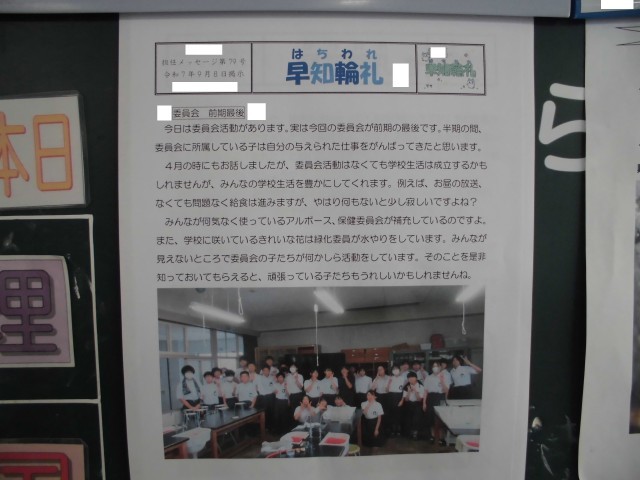 担任メッセージ第79号
令和7年9月8日掲示
はちわれ
早知輪礼
委員会 前期最後
今日は委員会活動があります。実は今回の委員会が前期の最後です。半期の間、
委員会に所属している子は自分の与えられた仕事をがんばってきたと思います。
4月の時にもお話しましたが、委員会活動はなくても学校生活は成立するかも
しれませんが、みんなの学校生活を豊かにしてくれます。例えば、お昼の放送、
なくても問題なく給食は進みますが、やはり何もないと少し寂しいですよね?
みんなが何気なく使っているアルボース、保健委員会が補充しているのですよ。
また、学校に咲いているきれいな花は緑化委員が水やりをしています。みんなが
見えないところで委員会の子たちが何かしら活動をしています。そのことを是非
知っておいてもらえると、頑張っている子たちもうれしいかもしれませんね。
本日
理
ら